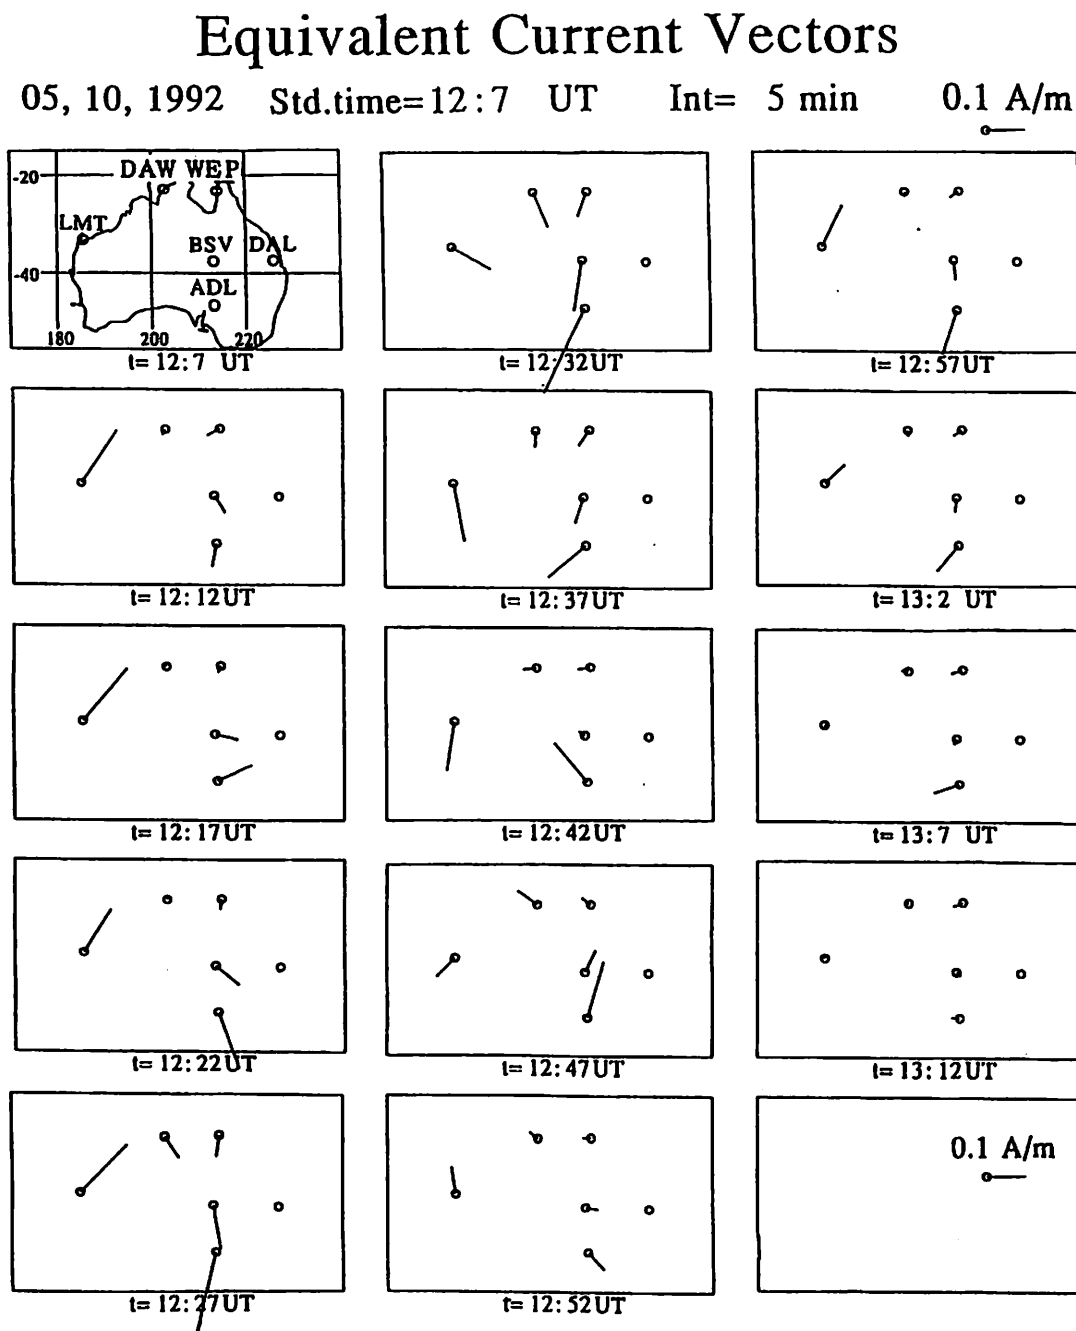 Equivalent Current Vectors
05, 10, 1992 Std.time=12:7 UT Int= 5 min 0.1 A/m
-20
DAW WEP
LMT
BSV DAL
-40
ADL
180 200 220
t= 12:7 UT
t= 12:32UT
t= 12:57UT
t= 12:12UT
t= 12:37UT
t= 13:2 UT
t= 12:17UT
t= 12:42UT
t= 13:7 UT
t= 12:22UT
t= 12:47UT
t= 13:12UT
0.1 A/m
t= 12:27UT
t= 12:52UT